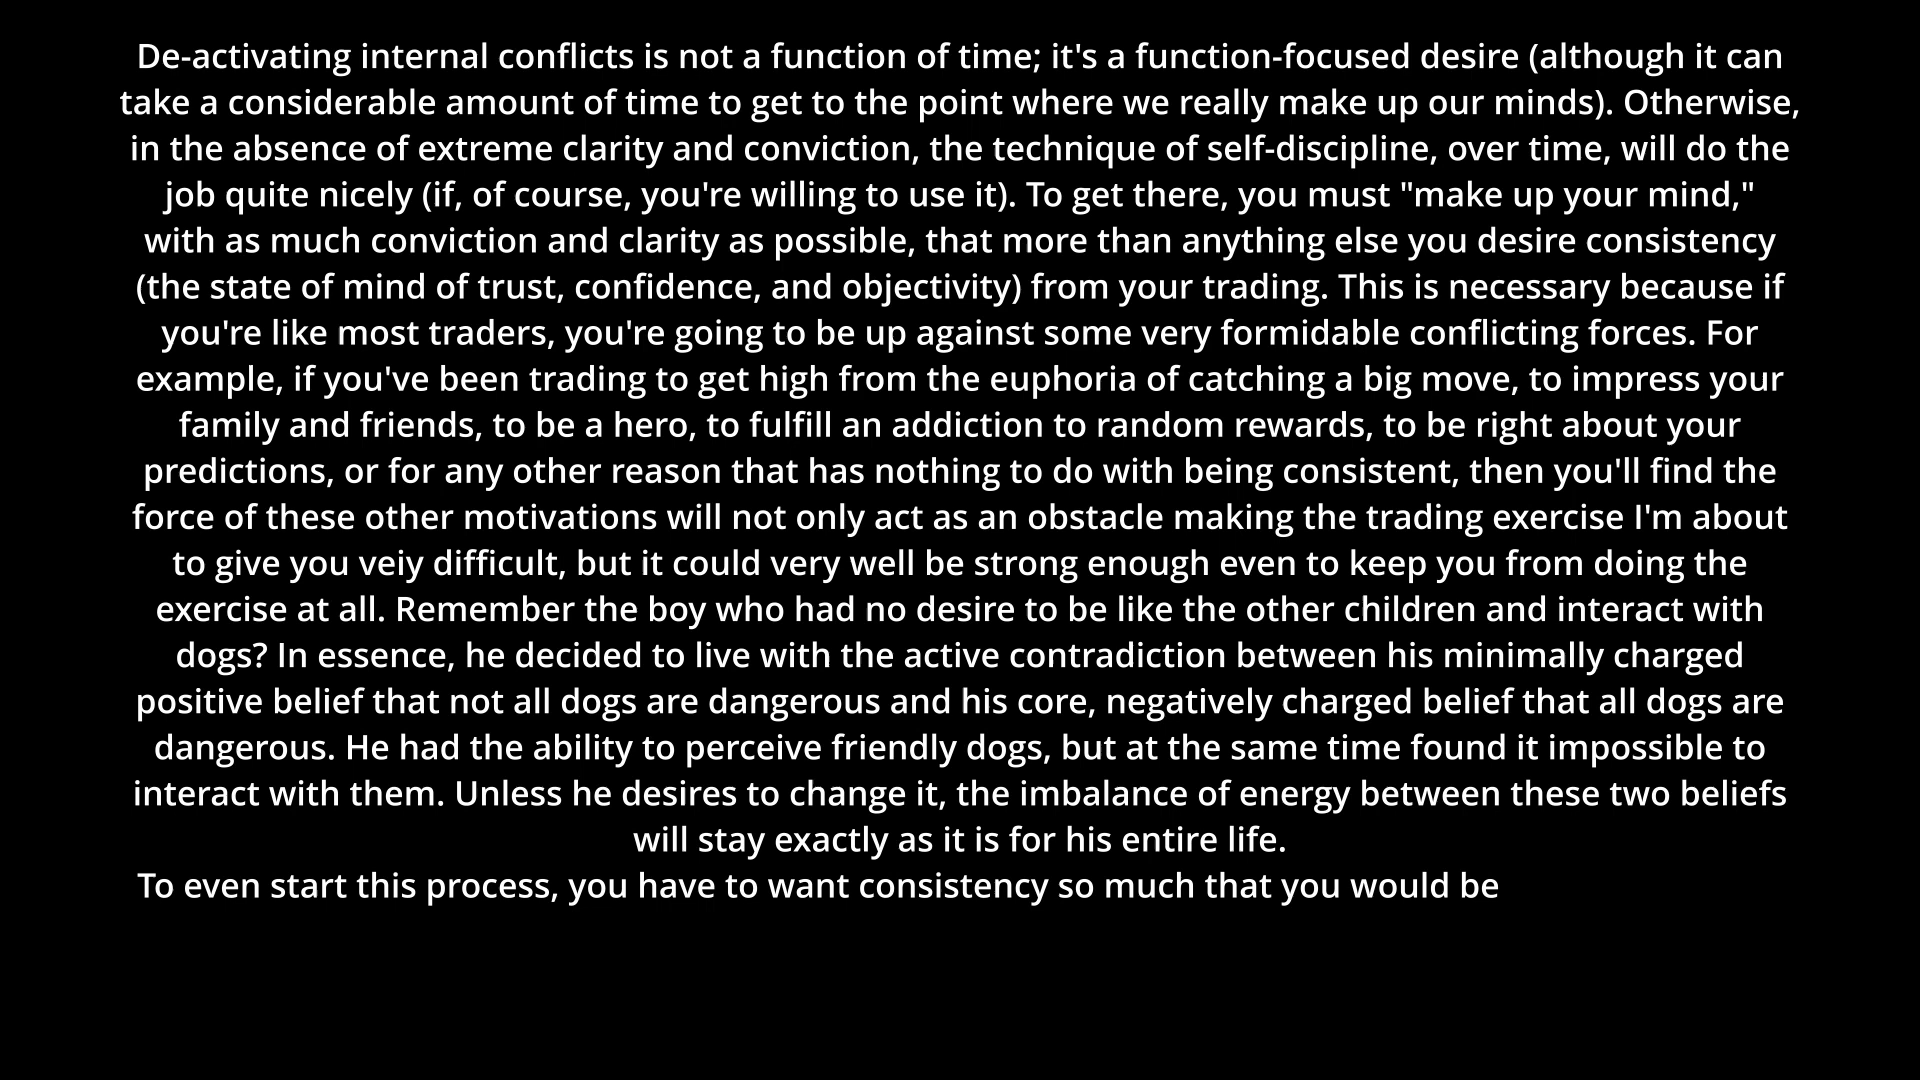 De-activating internal conflicts is not a function of time; it's a function-focused desire (although it can
take a considerable amount of time to get to the point where we really make up our minds). Otherwise,
in the absence of extreme clarity and conviction, the technique of self-discipline, over time, will do the
job quite nicely (if, of course, you're willing to use it). To get there, you must "make up your mind,"
with as much conviction and clarity as possible, that more than anything else you desire consistency
(the state of mind of trust, confidence, and objectivity) from your trading. This is necessary because if
you're like most traders, you're going to be up against some very formidable conflicting forces. For
example, if you've been trading to get high from the euphoria of catching a big move, to impress your
family and friends, to be a hero, to fulfill an addiction to random rewards, to be right about your
predictions, or for any other reason that has nothing to do with being consistent, then you'll find the
force of these other motivations will not only act as an obstacle making the trading exercise I'm about
to give you veiy difficult, but it could very well be strong enough even to keep you from doing the
exercise at all. Remember the boy who had no desire to be like the other children and interact with
dogs? In essence, he decided to live with the active contradiction between his minimally charged
positive belief that not all dogs are dangerous and his core, negatively charged belief that all dogs are
dangerous. He had the ability to perceive friendly dogs, but at the same time found it impossible to
interact with them. Unless he desires to change it, the imbalance of energy between these two beliefs
will stay exactly as it is for his entire life.
To even start this process, you have to want consistency so much that you would be